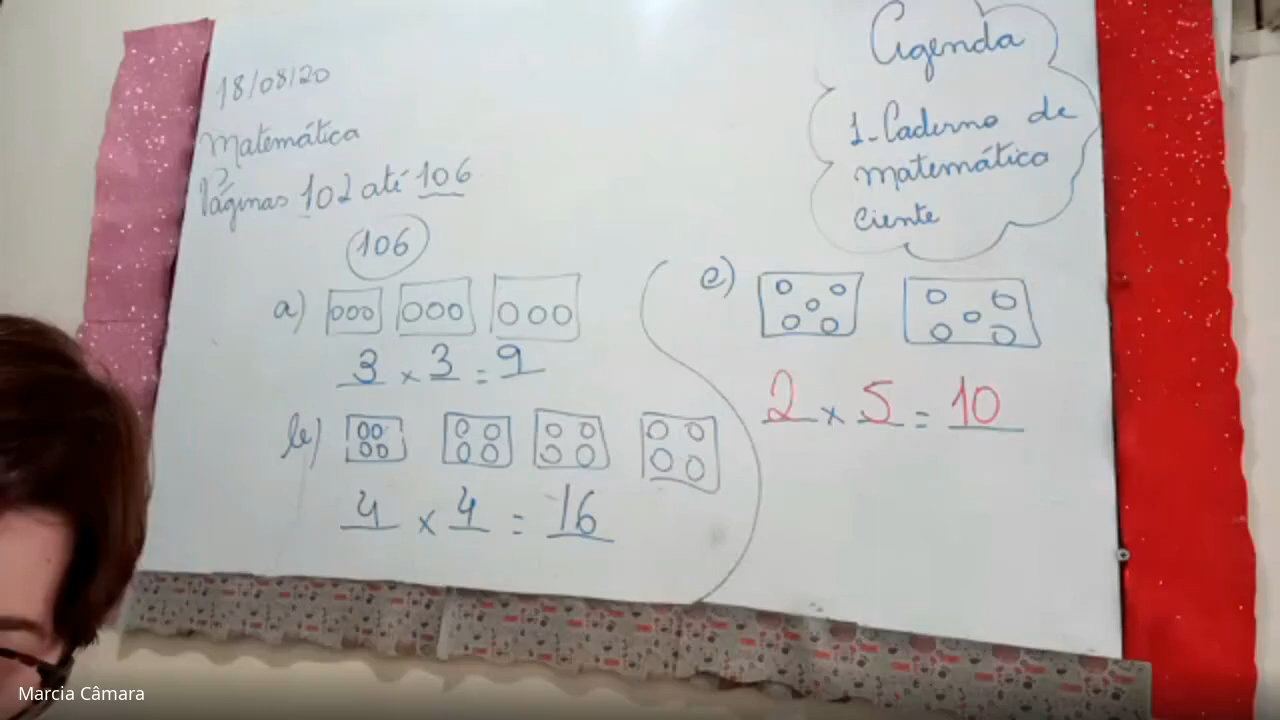 18/08/20
Matemática
Páginas 102 até 106
106
a)
3 x 3 = 9
b)
4 x 4 = 16
c)
2 x 5 = 10
Agenda
1-Caderno de
matemática
ciente
Marcia Câmara